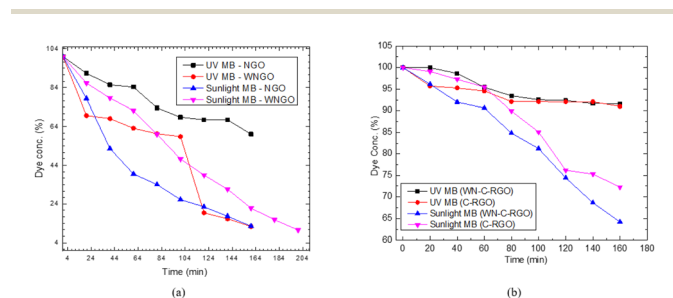 104
84
64
44
24
4
Dye conc. (%)
UV MB - NGO
UV MB - WNGO
Sunlight MB - NGO
Sunlight MB - WNGO
4 24 44 64 84 104 124 144 164 184 204
Time (min)
(a)
105
100
95
90
85
80
75
70
65
60
Dye conc. (%)
UV MB (WN-C-RGO)
UV MB (C-RGO)
Sunlight MB (WN-C-RGO)
Sunlight MB (C-RGO)
0 20 40 60 80 100 120 140 160 180
Time (min)
(b)